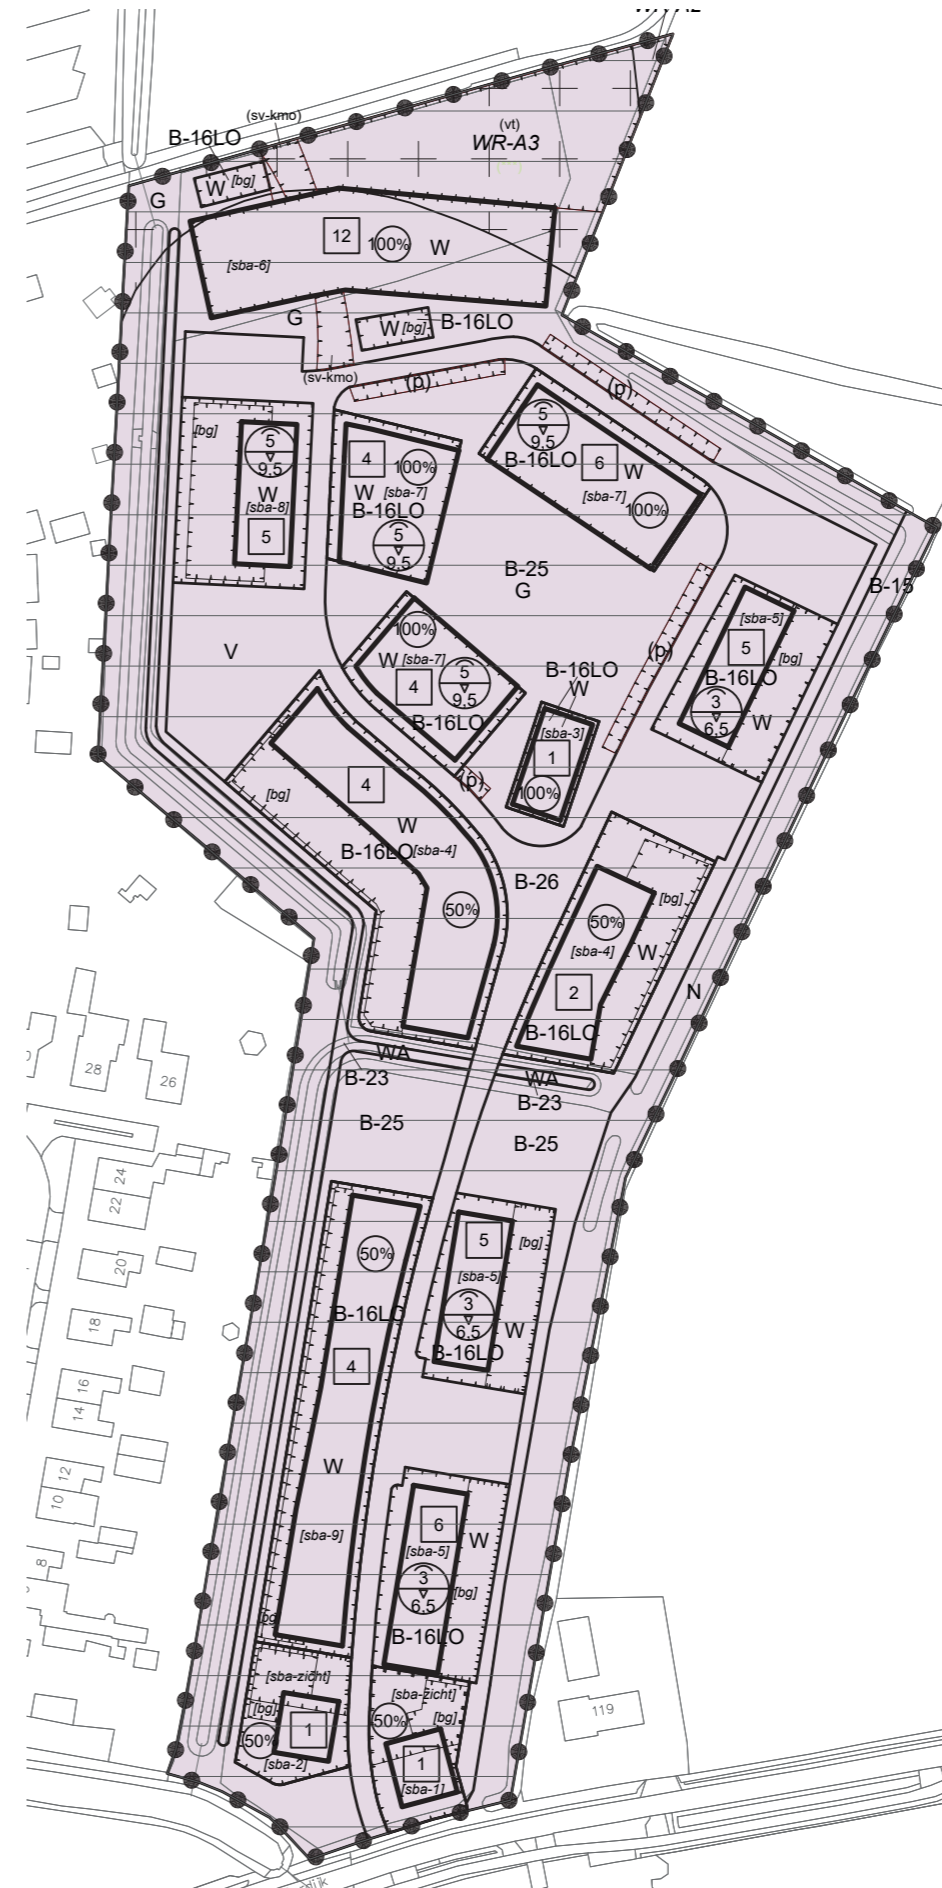 WR-A2
(sv-kmo)
B-16LO
(vt)
WR-A3
W [bg]
G
12
100%
W
[sba-6]
G
W [bg]
B-16LO
(sv-kmo)
(p)
(p)
[bg]
5
9.5
W
[sba-8]
5
4
100%
W [sba-7]
B-16LO
5
9.5
5
9.5
B-16LO
6
W
[sba-7]
100%
B-25
G
B-15
V
100%
W [sba-7]
5
9.5
4
B-16LO
(p)
B-16LO
W
[sba-3]
1
100%
[sba-5]
5
[bg]
B-16LO
3
6.5
W
(p)
4
[bg]
W
B-16LO [sba-4]
50%
B-26
[bg]
50%
[sba-4]
W
2
N
B-16LO
WA
B-23
WA
B-23
B-25
B-25
28
26
24
22
20
18
16
14
12
10
8
50%
B-16LO
4
W
[sba-9]
[bg]
5
[bg]
[sba-5]
3
6.5
W
B-16LO
6
W
[sba-5]
3
6.5
[bg]
B-16LO
[sba-zicht]
[bg]
1
50%
[sba-2]
[sba-zicht]
50%
[bg]
1
[sba-1]
119